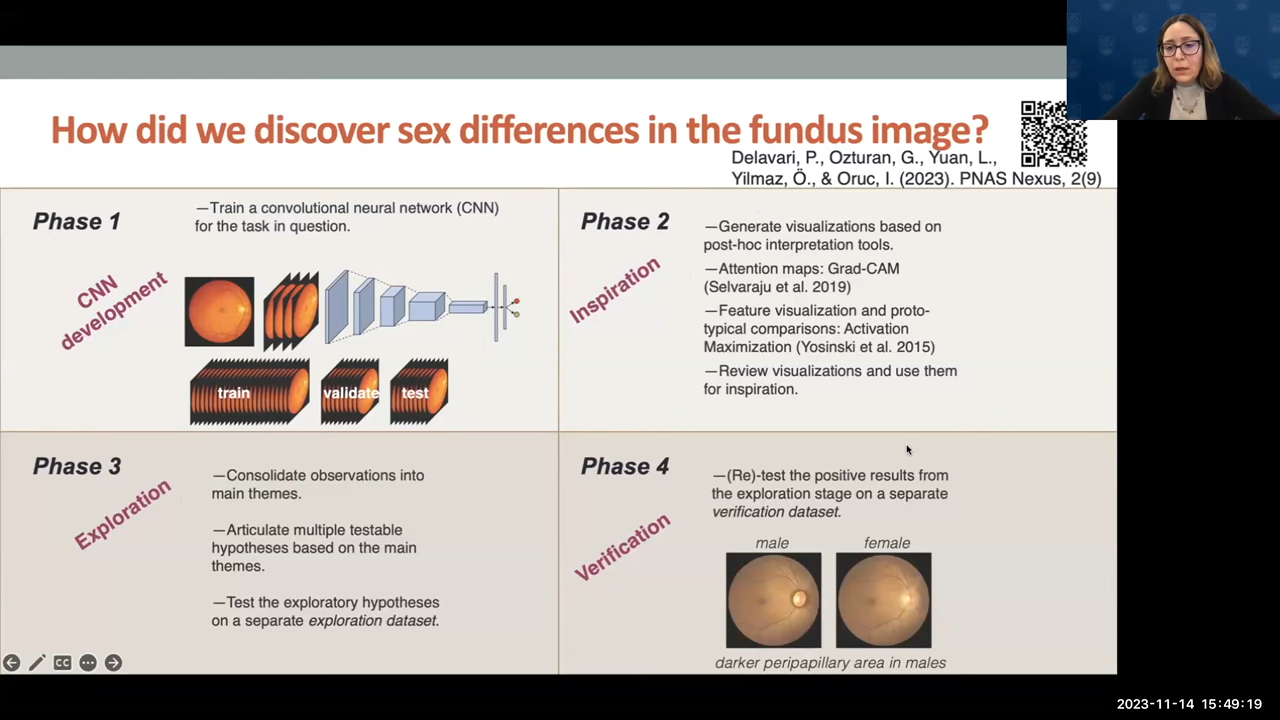 How did we discover sex differences in the fundus image?
Delavari, P., Ozturan, G., Yuan, L.,
Yilmaz, Ö., & Oruc, I. (2023). PNAS Nexus, 2(9)
Phase 1
CNN
development
—Train a convolutional neural network (CNN)
for the task in question.
train
validate
test
Phase 2
Inspiration
—Generate visualizations based on
post-hoc interpretation tools.
—Attention maps: Grad-CAM
(Selvaraju et al. 2019)
—Feature visualization and proto-
typical comparisons: Activation
Maximization (Yosinski et al. 2015)
—Review visualizations and use them
for inspiration.
Phase 3
Exploration
—Consolidate observations into
main themes.
—Articulate multiple testable
hypotheses based on the main
themes.
—Test the exploratory hypotheses
on a separate exploration dataset.
Phase 4
Verification
—(Re)-test the positive results from
the exploration stage on a separate
verification dataset.
male
female
darker peripapillary area in males
CC
2023-11-14 15:49:19